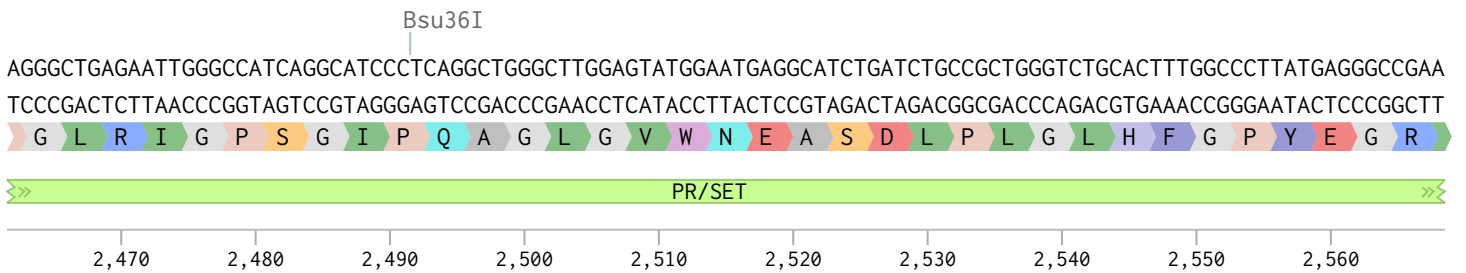 Bsu36I
AGGGCTGAGAATTGGGCCATCAGGCATCCCTCAGGCTGGGCTTGGAGTATGGAATGAGGCATCTGATCTGCCGCTGGGTCTGCACTTTGGCCCTTATGAGGGCCGAA
TCCCGACTCTTAACCCGGTAGTCCGTAGGGAGTCCGACCCGAACCTCATACCTTACTCCGTAGACTAGACGGCGACCCAGACGTGAAACCGGGAATACTCCCGGCTT
G L R I G P S G I P Q A G L G V W N E A S D L P L G L H F G P Y E G R
PR/SET
2,470 2,480 2,490 2,500 2,510 2,520 2,530 2,540 2,550 2,560